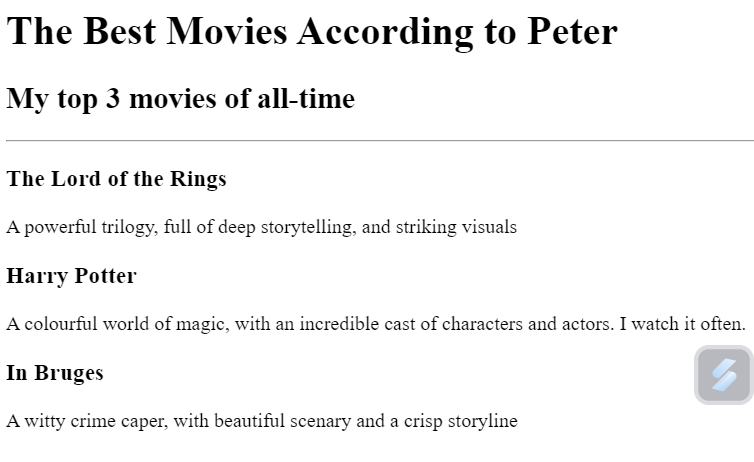 The Best Movies According to Peter
My top 3 movies of all-time
The Lord of the Rings
A powerful trilogy, full of deep storytelling, and striking visuals
Harry Potter
A colourful world of magic, with an incredible cast of characters and actors. I watch it often.
In Bruges
A witty crime caper, with beautiful scenary and a crisp storyline